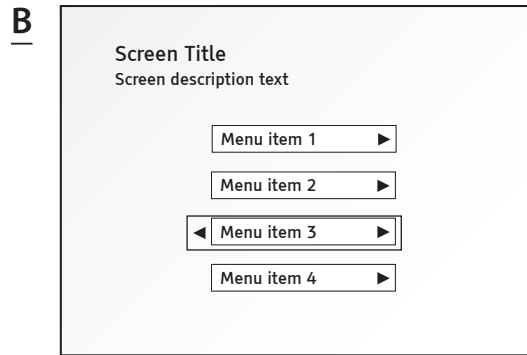 B
Screen Title
Screen description text
Menu item 1
Menu item 2
Menu item 3
Menu item 4